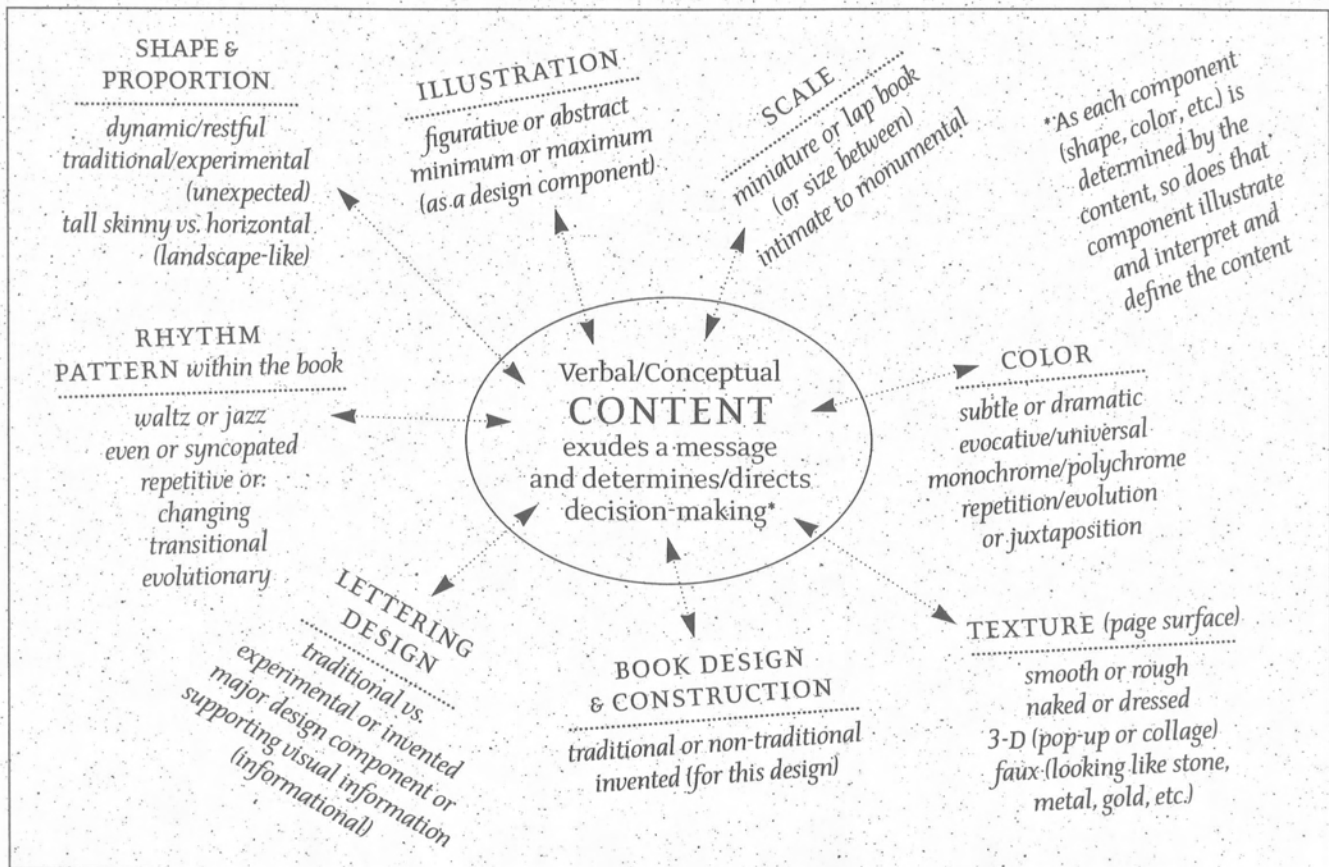 SHAPE &
PROPORTION
dynamic/restful
traditional/experimental
(unexpected)
tall skinny vs. horizontal
(landscape-like)
ILLUSTRATION
figurative or abstract
minimum or maximum
(as a design component)
SCALE
miniature or lap book
(or size between)
intimate to monumental
*As each component
(shape, color, etc.) is
determined by the
content, so does that
component illustrate
and interpret and
define the content
RHYTHM
PATTERN within the book
waltz or jazz
even or syncopated
repetitive or
changing
transitional
evolutionary
Verbal/Conceptual
CONTENT
exudes a message
and determines/directs
decision-making*
COLOR
subtle or dramatic
evocative/universal
monochrome/polychrome
repetition/evolution
or juxtaposition
LETTERING
DESIGN
traditional vs.
experimental or invented
major design component or
supporting visual information
(informational)
BOOK DESIGN
& CONSTRUCTION
traditional or non-traditional
invented (for this design)
TEXTURE (page surface)
smooth or rough
naked or dressed
3-D (pop-up or collage)
faux (looking like stone,
metal, gold, etc.)